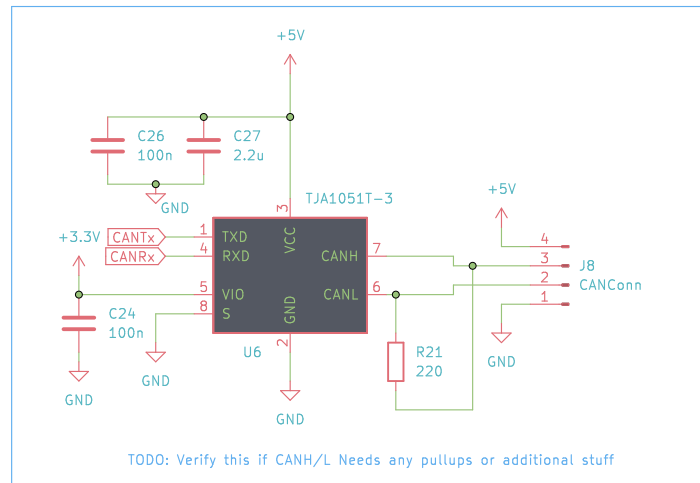 +5V
C26
100n
C27
2.2u
GND
TJA1051T-3
+5V
3
VCC
CANTx
1
TXD
CANRx
4
RXD
+3.3V
CANH
7
4
3
2
1
J8
CANConn
5
VIO
CANL
6
8
S
GND
C24
100n
U6
2
GND
GND
GND
GND
R21
220
TODO: Verify this if CANH/L Needs any pullups or additional stuff